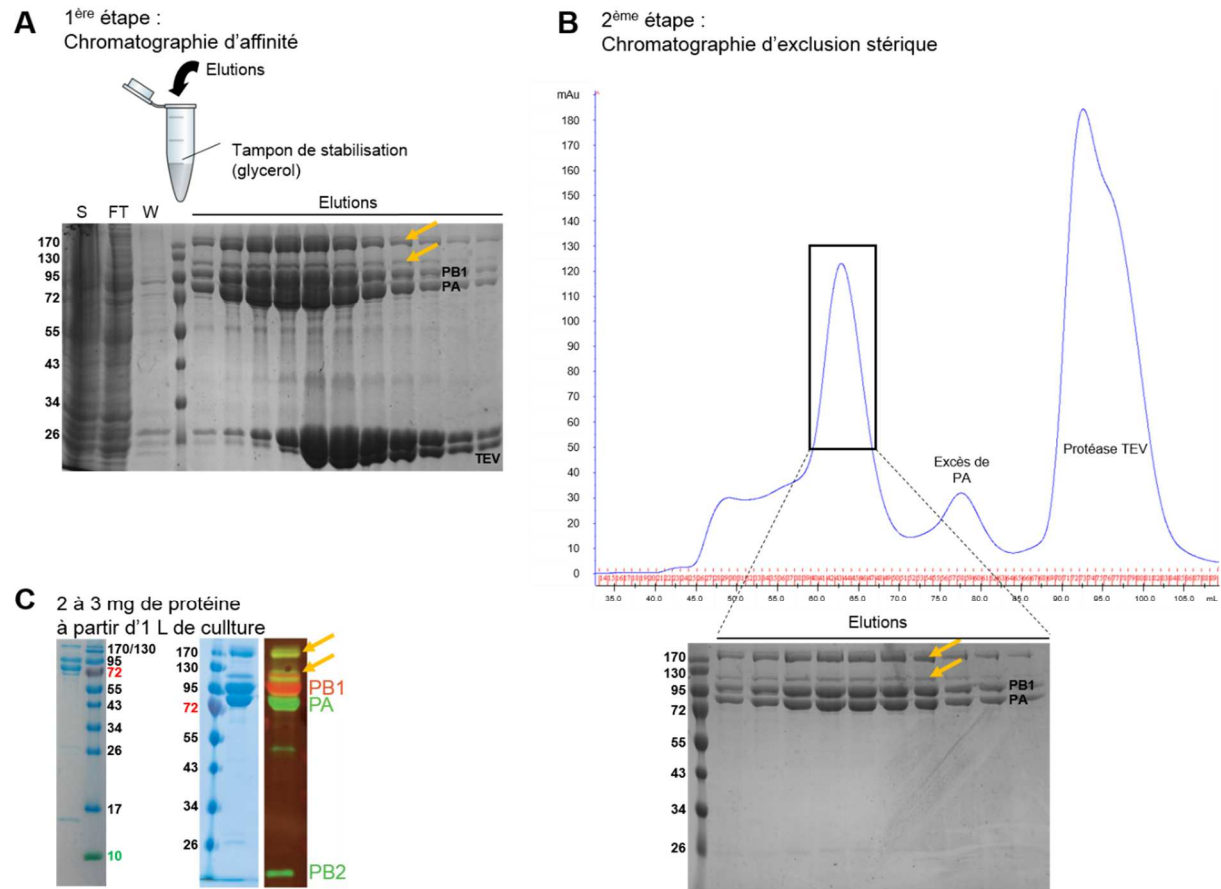 A
1ère étape :
Chromatographie d'affinité
Elutions
Tampon de stabilisation
(glycerol)
S FT W
Elutions
170
130
95
72
55
43
34
26
PB1
PA
TEV
B
2ème étape :
Chromatographie d'exclusion stérique
mAu
180
170
160
150
140
130
120
110
100
90
80
70
60
50
40
30
20
10
0
Excès de
PA
Protéase TEV
35.0 40.0 45.0 50.0 55.0 60.0 65.0 70.0 75.0 80.0 85.0 90.0 95.0 100.0 105.0 mL
Elutions
170
130
95
72
55
43
34
26
PB1
PA
C
2 à 3 mg de protéine
à partir d'1 L de cullture
170/130
95
72
55
43
34
26
17
10
170
130
95
72
55
43
34
26
PB1
PA
PB2